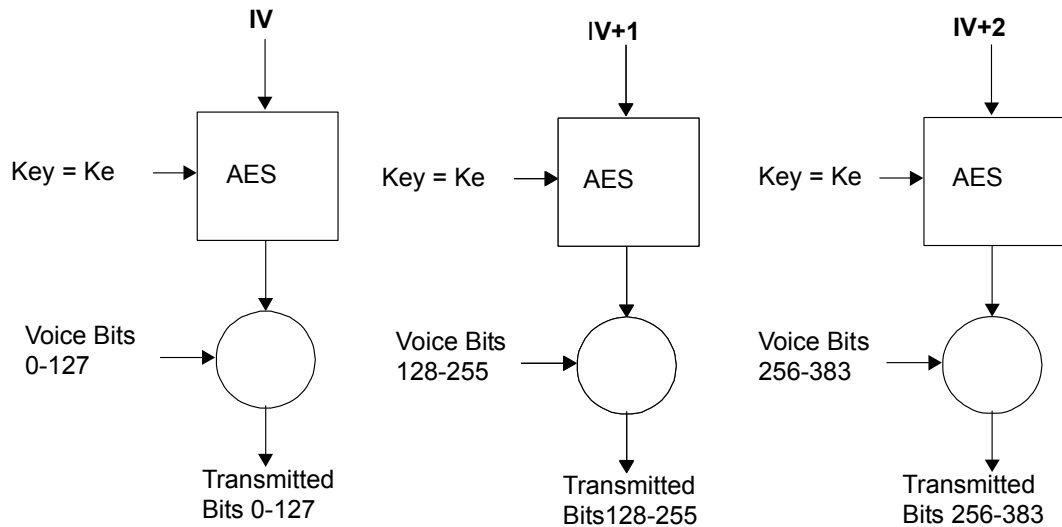 IV
IV+1
IV+2
Key = Ke
AES
Key = Ke
AES
Key = Ke
AES
Voice Bits
0-127
Voice Bits
128-255
Voice Bits
256-383
Transmitted
Bits 0-127
Transmitted
Bits128-255
Transmitted
Bits 256-383